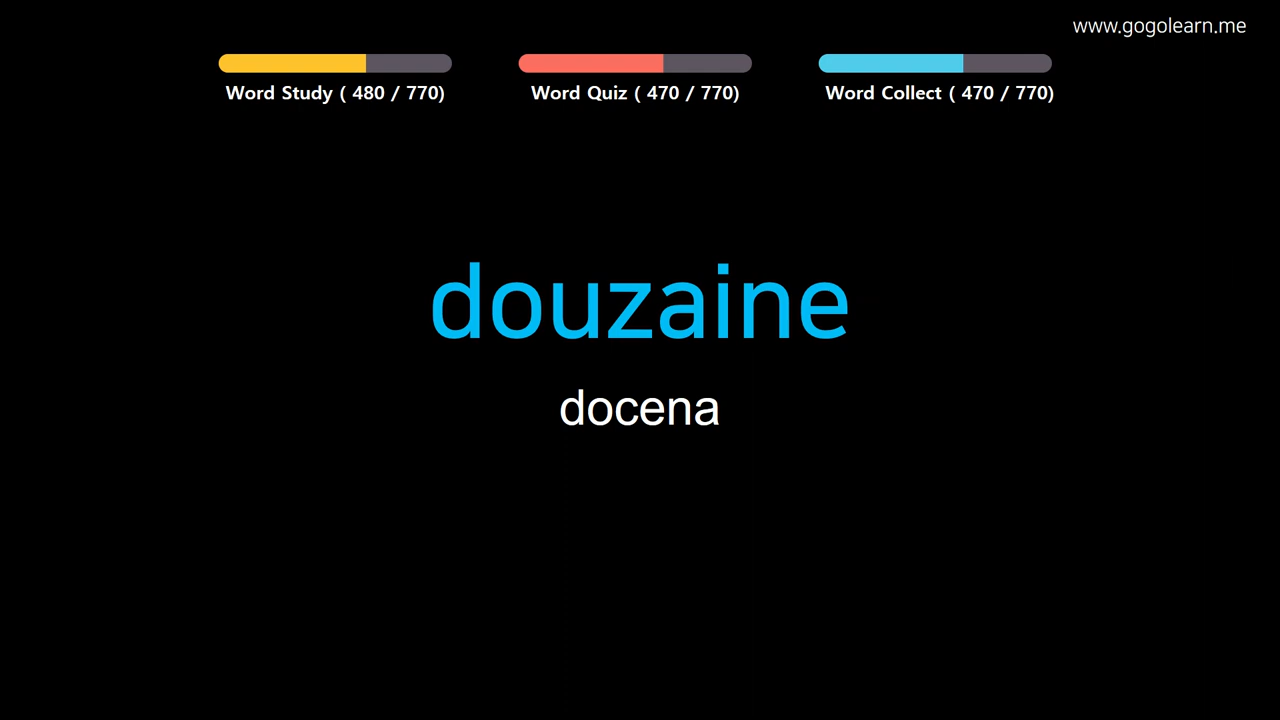 www.gogolearn.me
Word Study ( 480 / 770)
Word Quiz ( 470 / 770)
Word Collect ( 470 / 770)
douzaine
docena